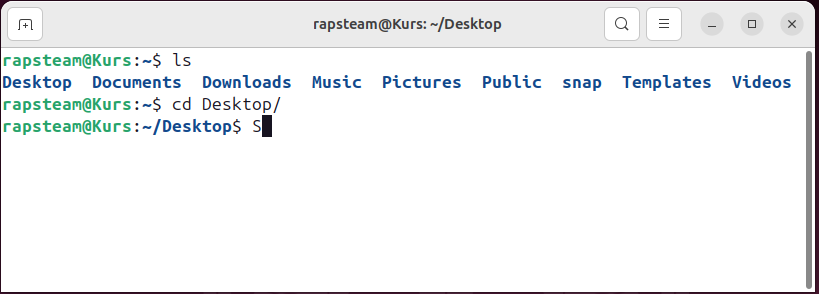 rapsteam@Kurs: ~/Desktop
rapsteam@Kurs:~$ ls
Desktop  Documents  Downloads  Music  Pictures  Public  snap  Templates  Videos
rapsteam@Kurs:~$ cd Desktop/
rapsteam@Kurs:~/Desktop$ S